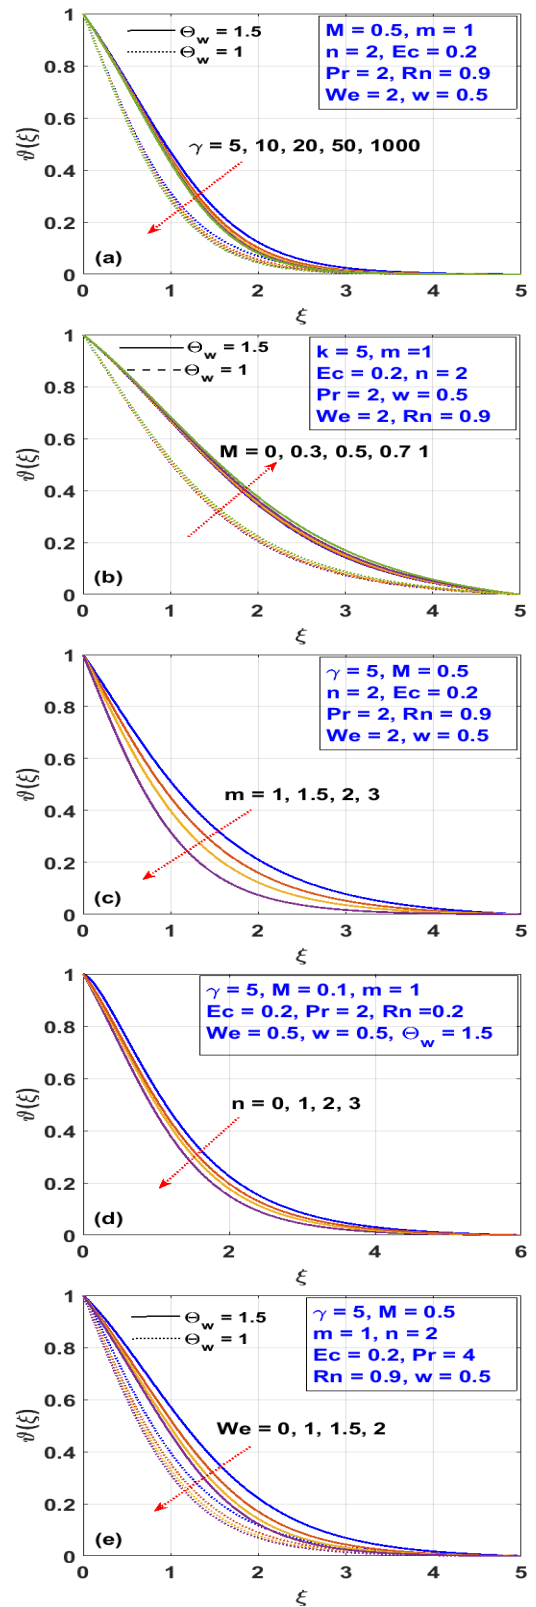 Θw = 1.5
Θw = 1
M = 0.5, m = 1
n = 2, Ec = 0.2
Pr = 2, Rn = 0.9
We = 2, w = 0.5
γ = 5, 10, 20, 50, 1000
(a)
1
0.8
0.6
0.4
0.2
0
ϑ(ξ)
0 1 2 3 4 5
ξ
Θw = 1.5
Θw = 1
k = 5, m =1
Ec = 0.2, n = 2
Pr = 2, w = 0.5
We = 2, Rn = 0.9
M = 0, 0.3, 0.5, 0.7 1
(b)
1
0.8
0.6
0.4
0.2
0
ϑ(ξ)
0 1 2 3 4 5
ξ
γ = 5, M = 0.5
n = 2, Ec = 0.2
Pr = 2, Rn = 0.9
We = 2, w = 0.5
m = 1, 1.5, 2, 3
(c)
1
0.8
0.6
0.4
0.2
0
ϑ(ξ)
0 1 2 3 4 5
ξ
γ = 5, M = 0.1, m = 1
Ec = 0.2, Pr = 2, Rn =0.2
We = 0.5, w = 0.5, Θw = 1.5
n = 0, 1, 2, 3
(d)
1
0.8
0.6
0.4
0.2
0
ϑ(ξ)
0 2 4 6
ξ
Θw = 1.5
Θw = 1
γ = 5, M = 0.5
m = 1, n = 2
Ec = 0.2, Pr = 4
Rn = 0.9, w = 0.5
We = 0, 1, 1.5, 2
(e)
1
0.8
0.6
0.4
0.2
0
ϑ(ξ)
0 1 2 3 4 5
ξ